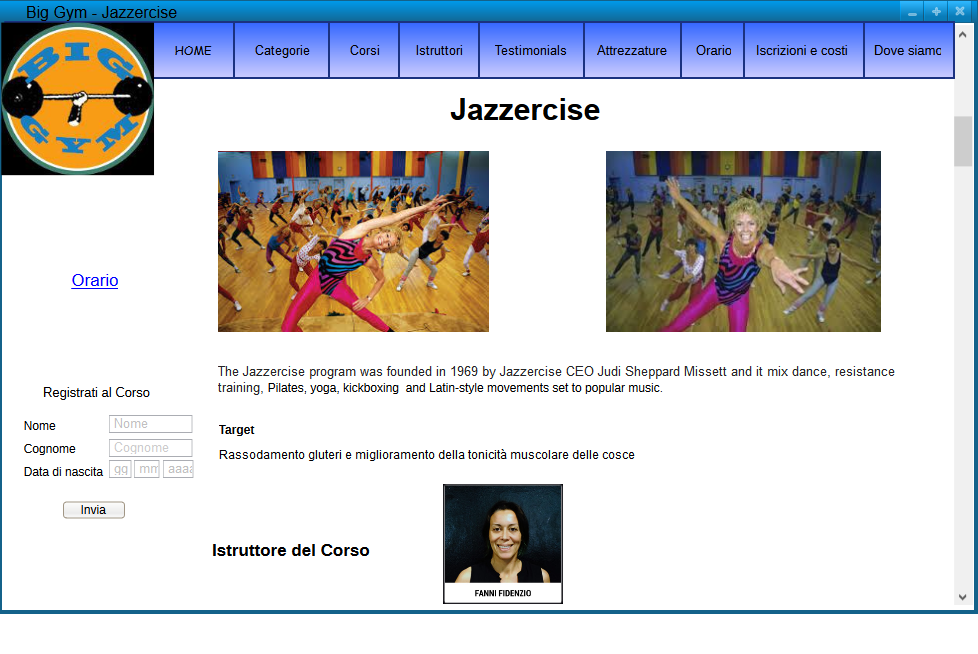 Big Gym - Jazzercise
BIG
GYM
HOME
Categorie
Corsi
Istruttori
Testimonials
Attrezzature
Orario
Iscrizioni e costi
Dove siamo
Jazzercise
Orario
The Jazzercise program was founded in 1969 by Jazzercise CEO Judi Sheppard Missett and it mix dance, resistance
training, Pilates, yoga, kickboxing and Latin-style movements set to popular music.
Registrati al Corso
Nome Nome
Cognome Cognome
Data di nascita gg mm aaaa
Invia
Target
Rassodamento gluteri e miglioramento della tonicità muscolare delle cosce
Istruttore del Corso
FANNI FIDENZIO